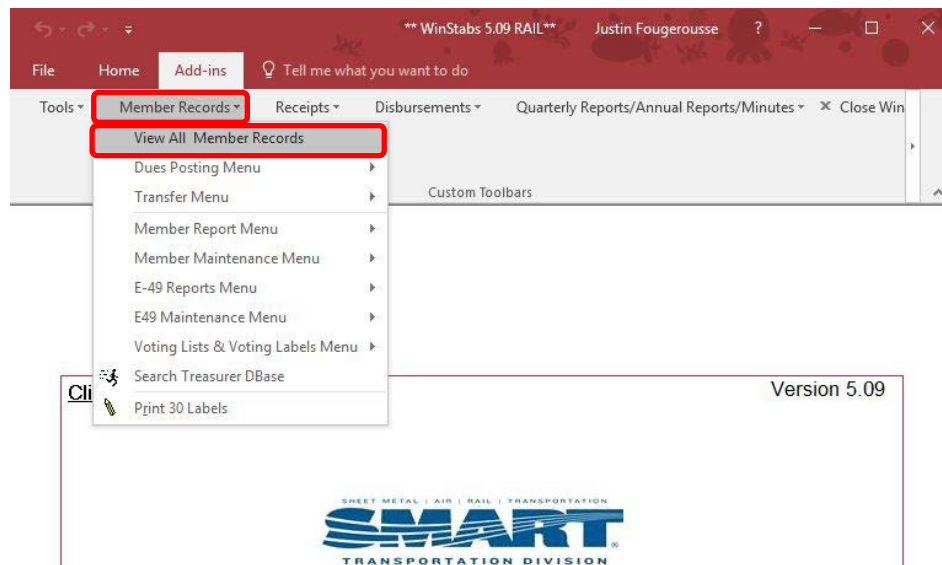 ** WinStabs 5.09 RAIL** Justin Fougerousse ?
File Home Add-ins Tell me what you want to do
Tools Member Records Receipts Disbursements Quarterly Reports/Annual Reports/Minutes Close Win
View All Member Records
Dues Posting Menu
Transfer Menu
Custom Toolbars
Member Report Menu
Member Maintenance Menu
E-49 Reports Menu
E49 Maintenance Menu
Voting Lists & Voting Labels Menu
Search Treasurer DBase
Print 30 Labels
Cli
Version 5.09
SHEET METAL | AIR | RAIL | TRANSPORTATION
SMART
TRANSPORTATION DIVISION